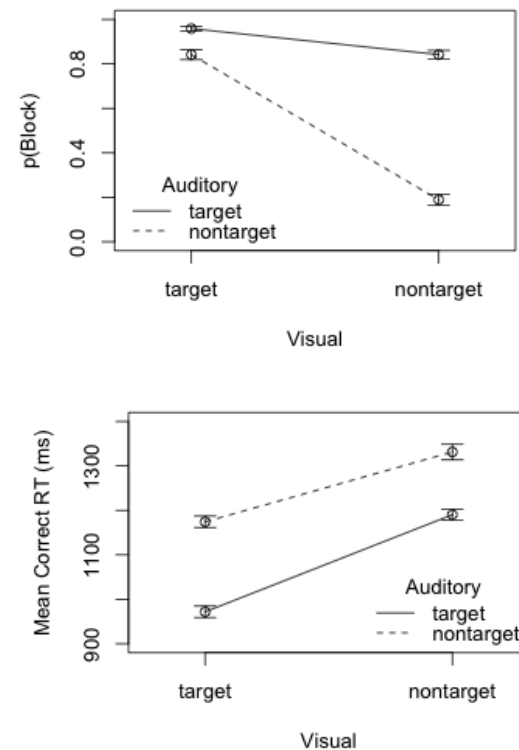 p(Block)
0.8
0.4
0.0
Auditory
target
nontarget
target nontarget
Visual
Mean Correct RT (ms)
1300
1100
900
Auditory
target
nontarget
target nontarget
Visual